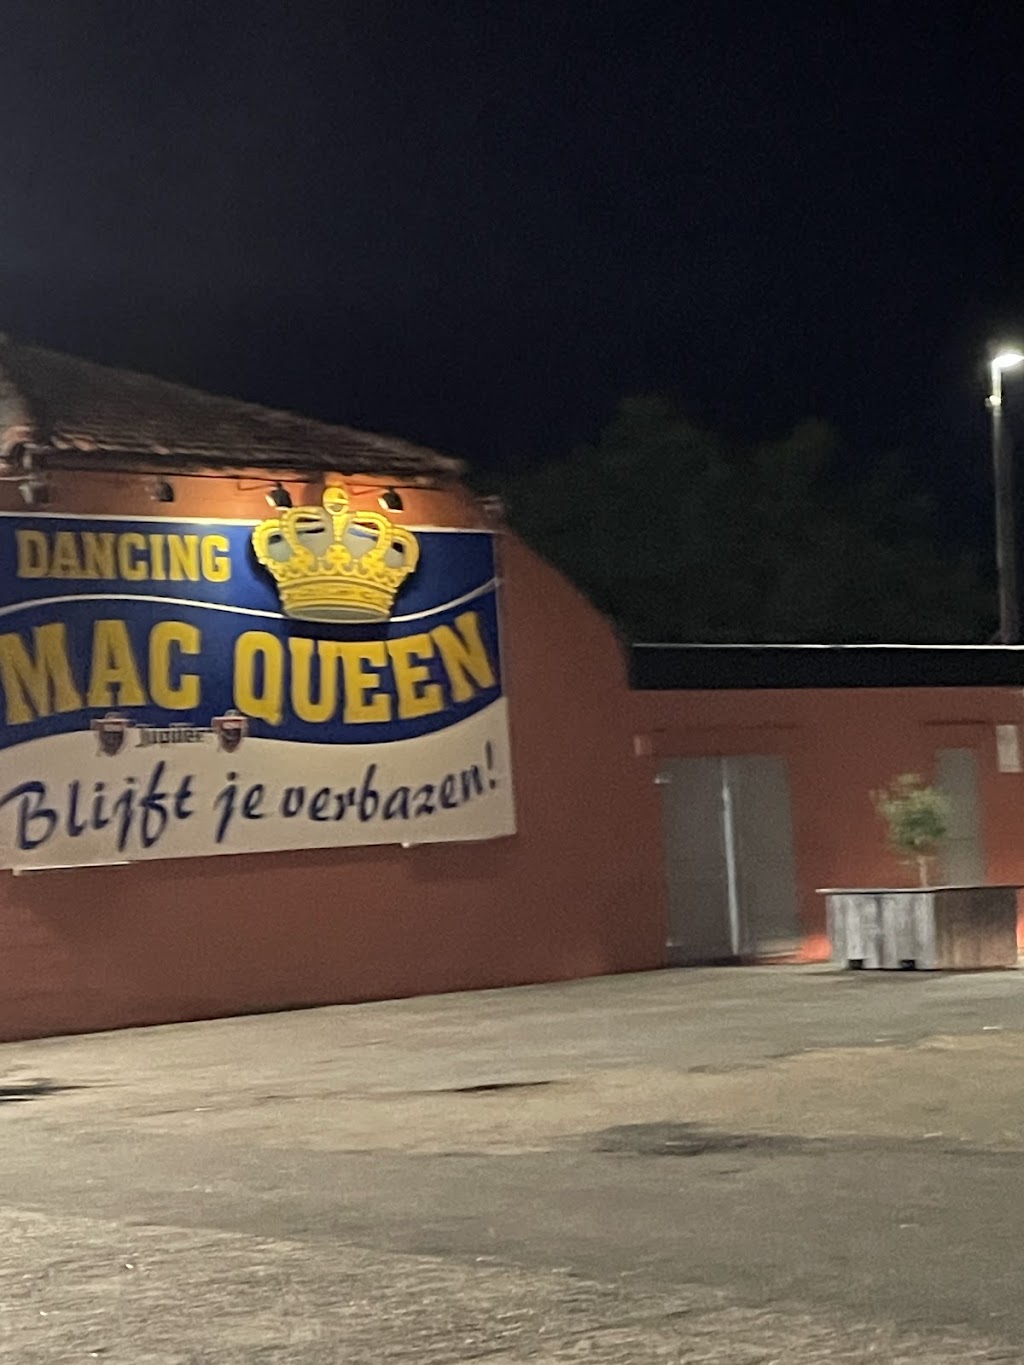 DANCING
MAC QUEEN
Jupiler
Blijft je verbazen!